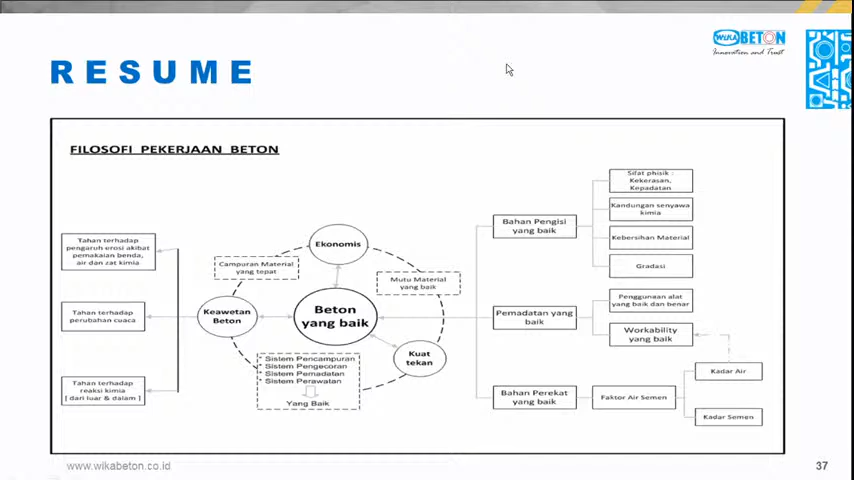 WIKA BETON
Innovation and Trust
RESUME
FILOSOFI PEKERJAAN BETON
Tahan terhadap
pengaruh erosi akibat
pemakaian benda,
air dan zat kimia
Tahan terhadap
perubahan cuaca
Tahan terhadap
reaksi kimia
[ dari luar & dalam ]
Ekonomis
Campuran Material
yang tepat
Mutu Material
yang baik
Keawetan
Beton
Beton
yang baik
Kuat
tekan
* Sistem Pencampuran
* Sistem Pengecoran
* Sistem Pemadatan
* Sistem Perawatan
Yang Baik
Bahan Pengisi
yang baik
Sifat phisik :
Kekerasan,
Kepadatan
Kandungan senyawa
kimia
Kebersihan Material
Gradasi
Pemadatan yang
baik
Penggunaan alat
yang baik dan benar
Workability
yang baik
Bahan Perekat
yang baik
Faktor Air Semen
Kadar Air
Kadar Semen
www.wikabeton.co.id
37